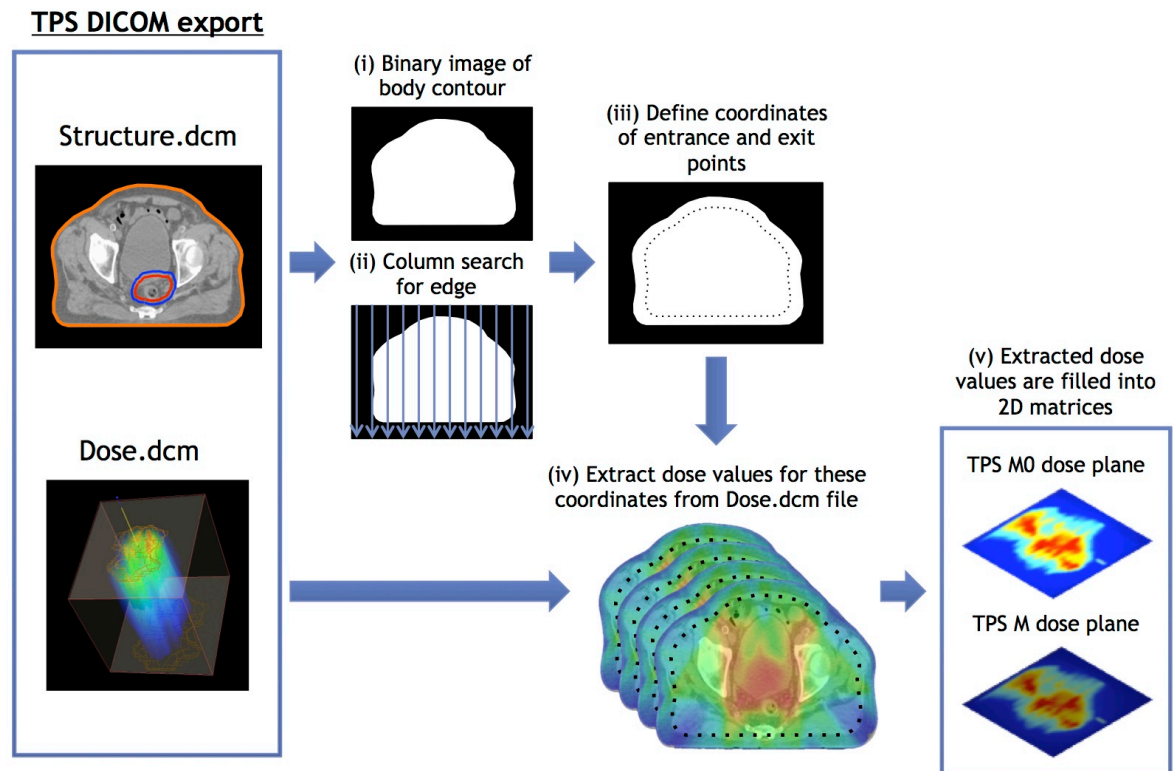 TPS DICOM export
Structure.dcm
Dose.dcm
(i) Binary image of
body contour
(ii) Column search
for edge
(iii) Define coordinates
of entrance and exit
points
(iv) Extract dose values for these
coordinates from Dose.dcm file
(v) Extracted dose
values are filled into
2D matrices
TPS M0 dose plane
TPS M dose plane